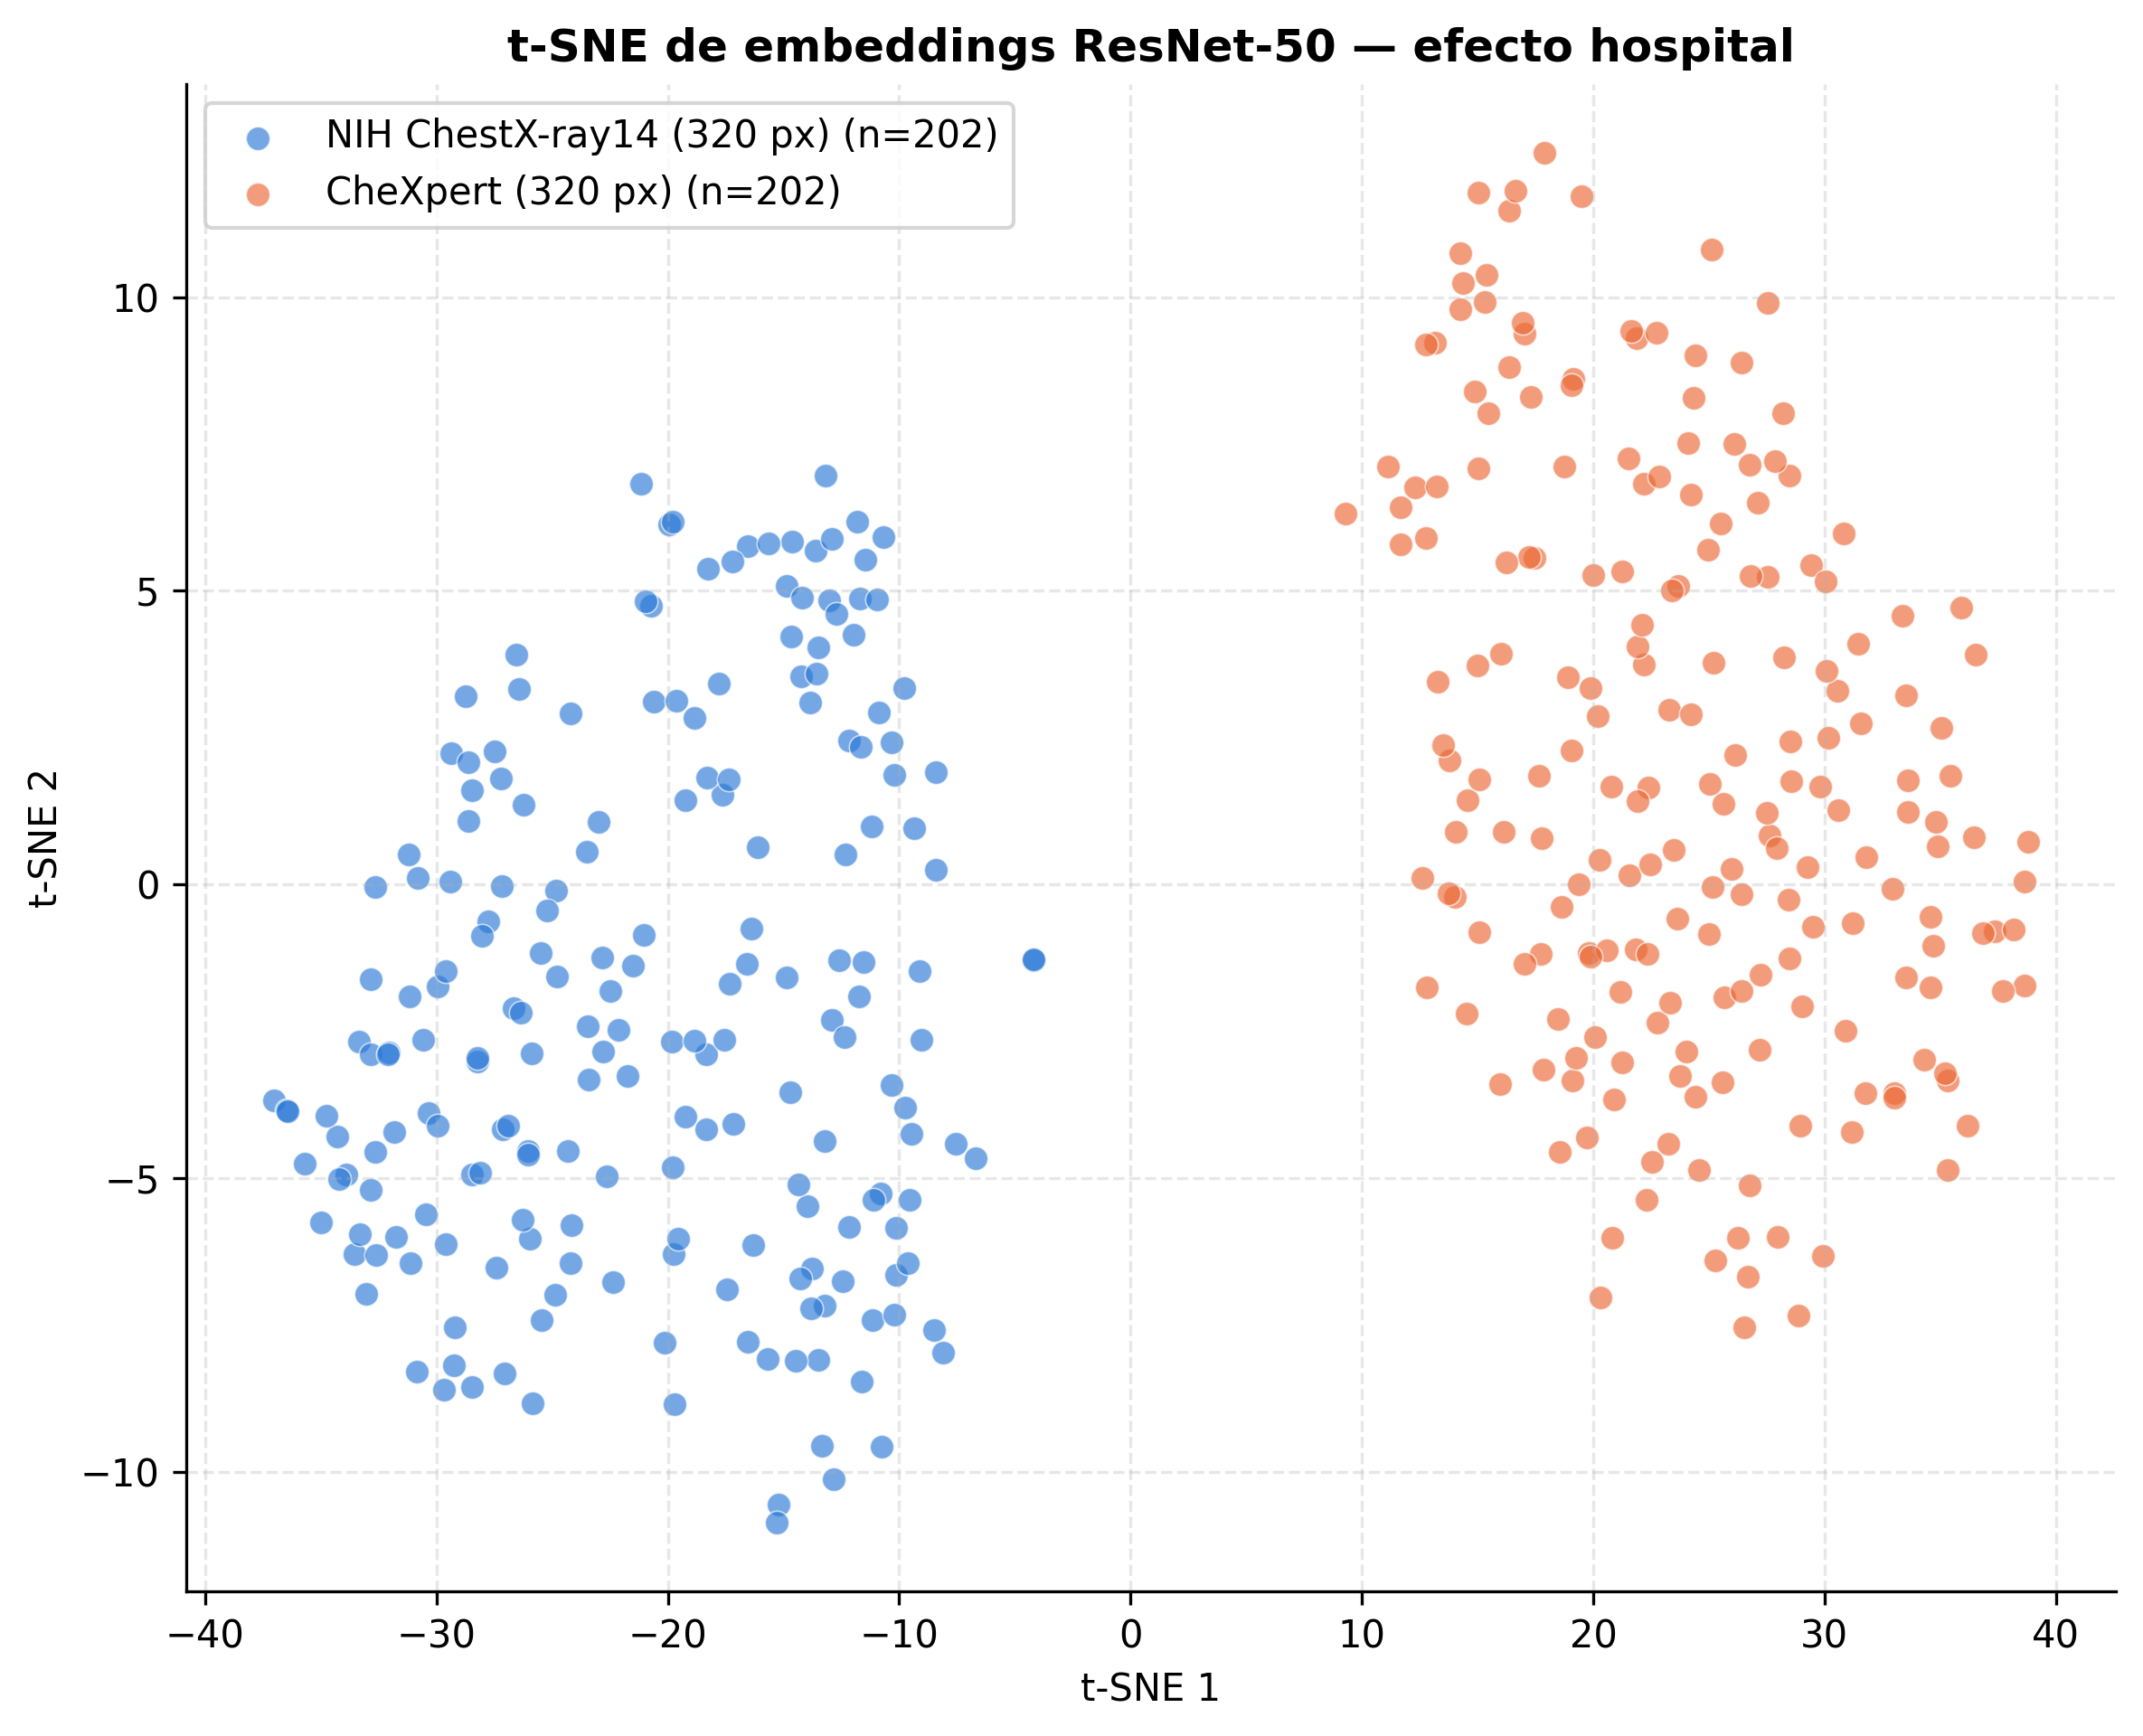 t-SNE de embeddings ResNet-50 — efecto hospital
NIH ChestX-ray14 (320 px) (n=202)
CheXpert (320 px) (n=202)
10
5
0
−5
−10
t-SNE 2
−40
−30
−20
−10
0
10
20
30
40
t-SNE 1